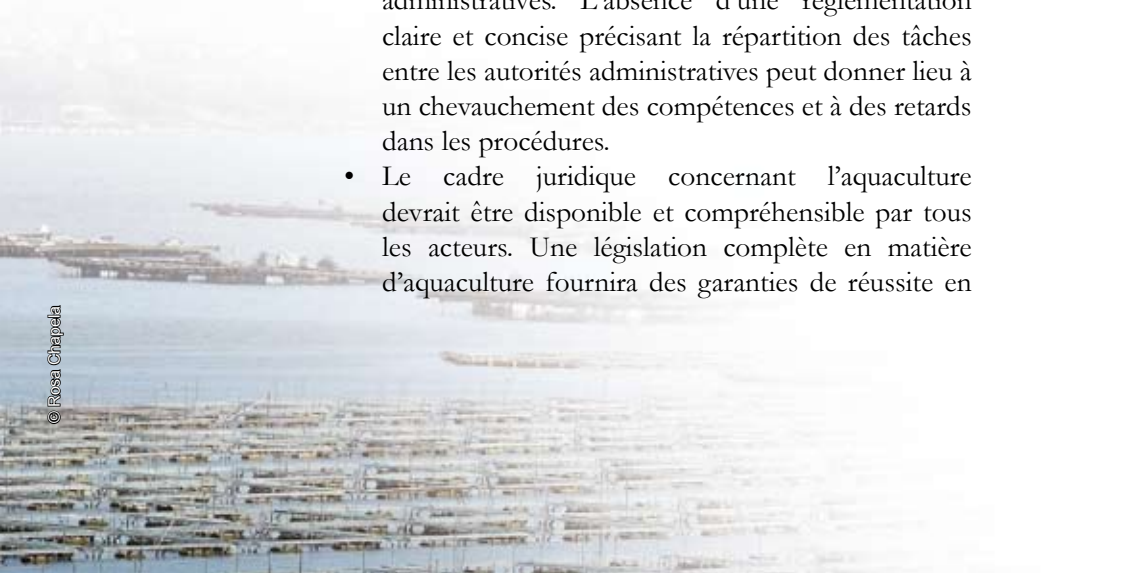 administratives. L'absence d'une réglementation
claire et concise précisant la répartition des tâches
entre les autorités administratives peut donner lieu à
un chevauchement des compétences et à des retards
dans les procédures.
• Le cadre juridique concernant l'aquaculture
devrait être disponible et compréhensible par tous
les acteurs. Une législation complète en matière
d'aquaculture fournira des garanties de réussite en
© Rosa Chapela